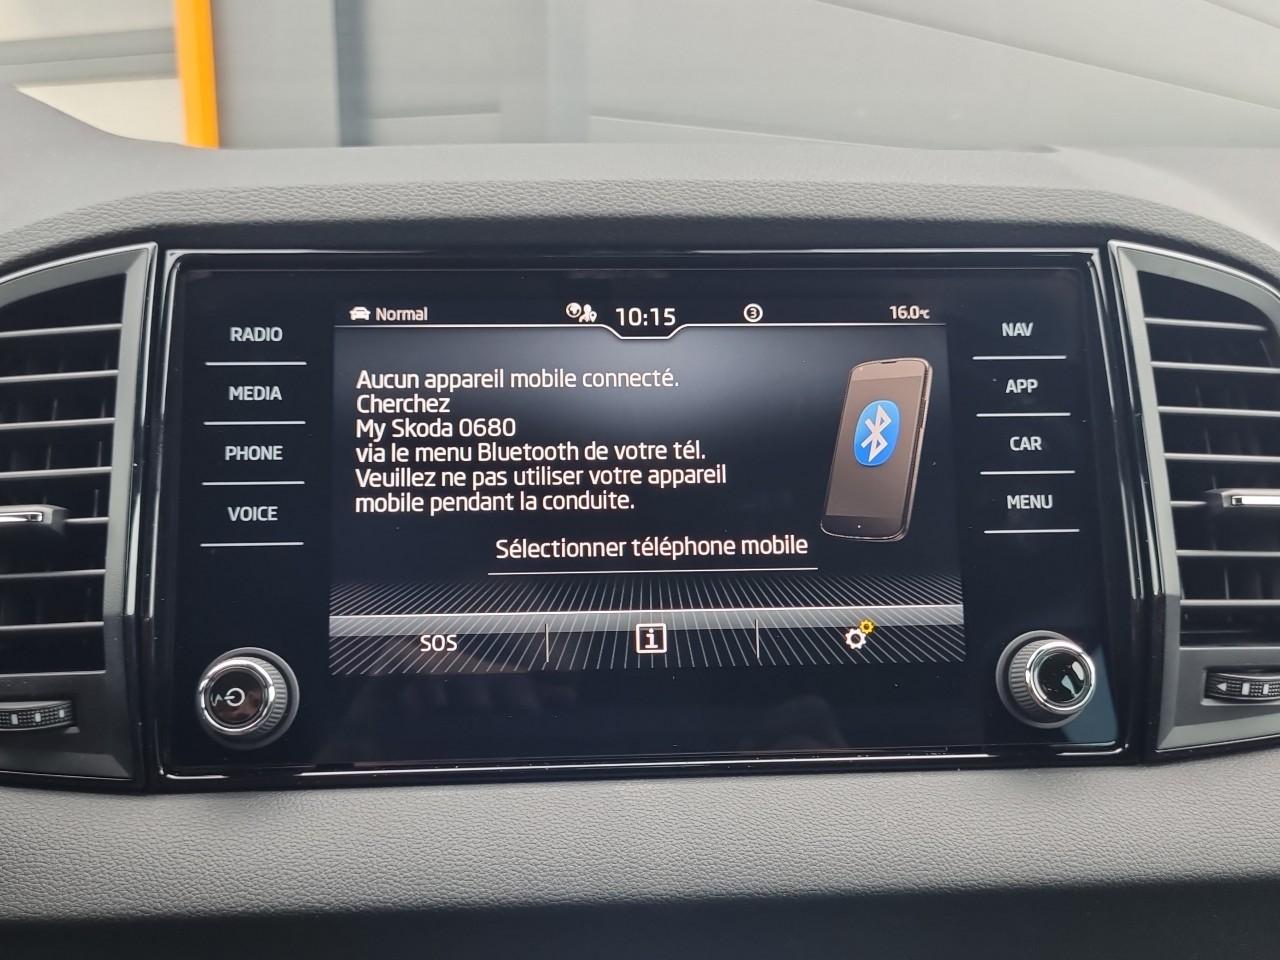 Normal
10:15
3
16.0°C
RADIO
MEDIA
PHONE
VOICE
Aucun appareil mobile connecté.
Cherchez
My Skoda 0680
via le menu Bluetooth de votre tél.
Veuillez ne pas utiliser votre appareil
mobile pendant la conduite.
Sélectionner téléphone mobile
SOS
i
NAV
APP
CAR
MENU